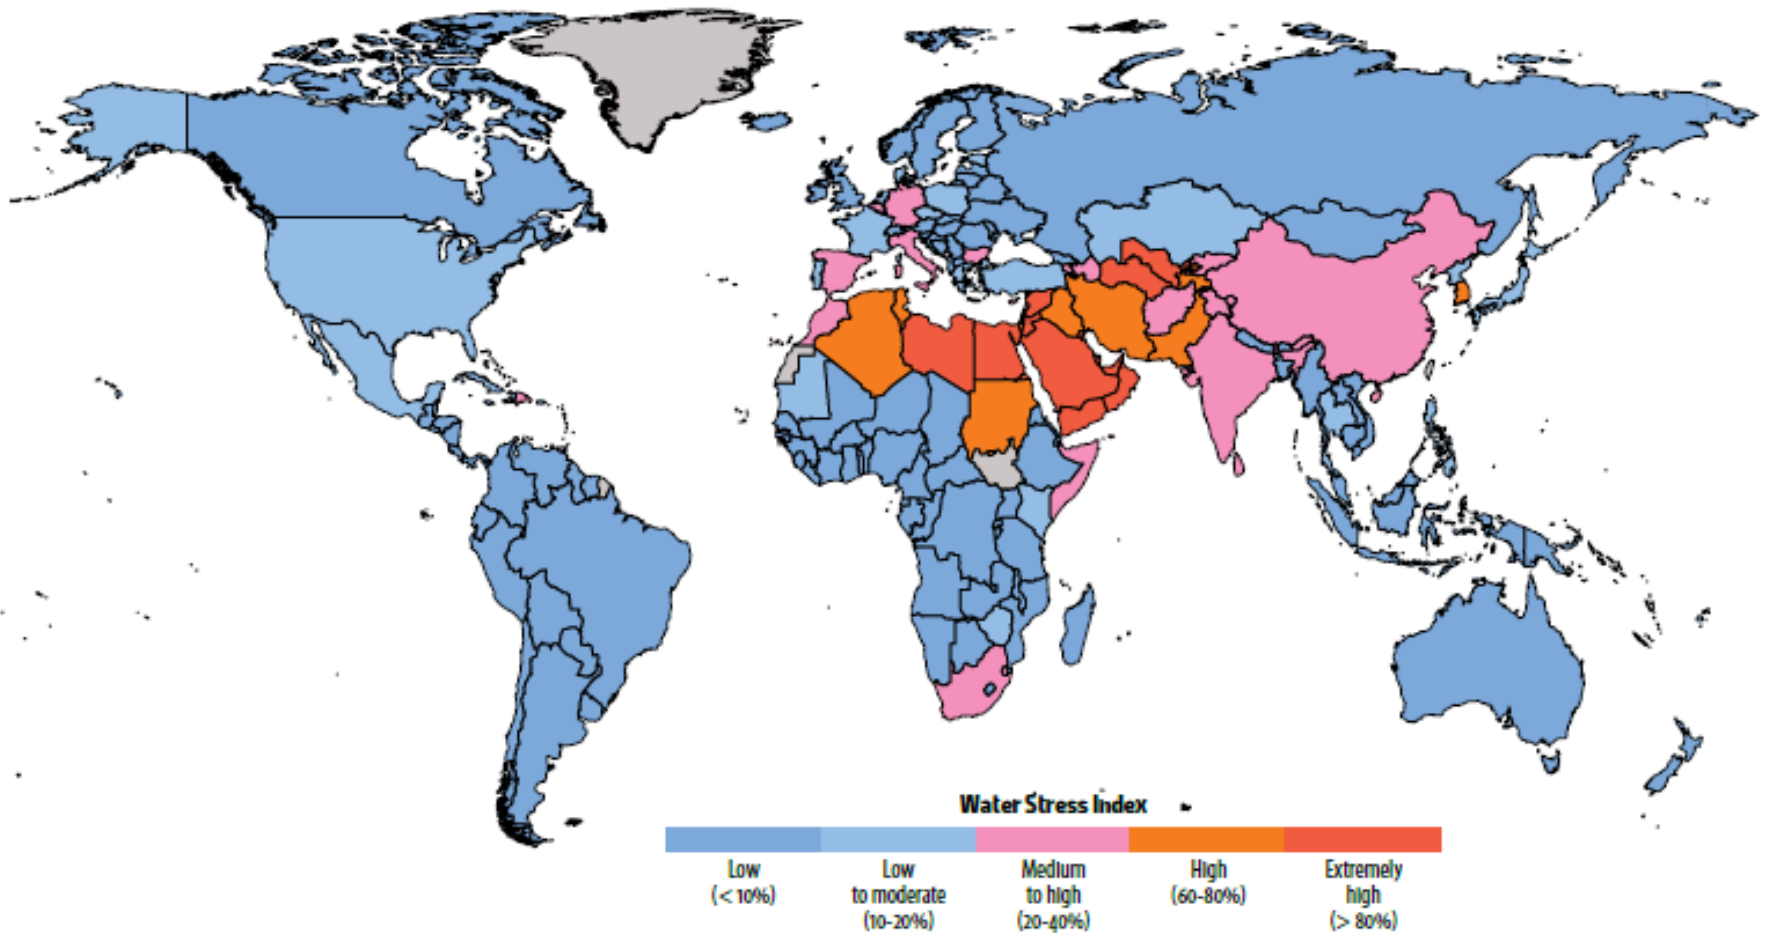 Water Stress Index
Low
(< 10%)
Low
to moderate
(10-20%)
Medium
to high
(20-40%)
High
(60-80%)
Extremely
high
(> 80%)